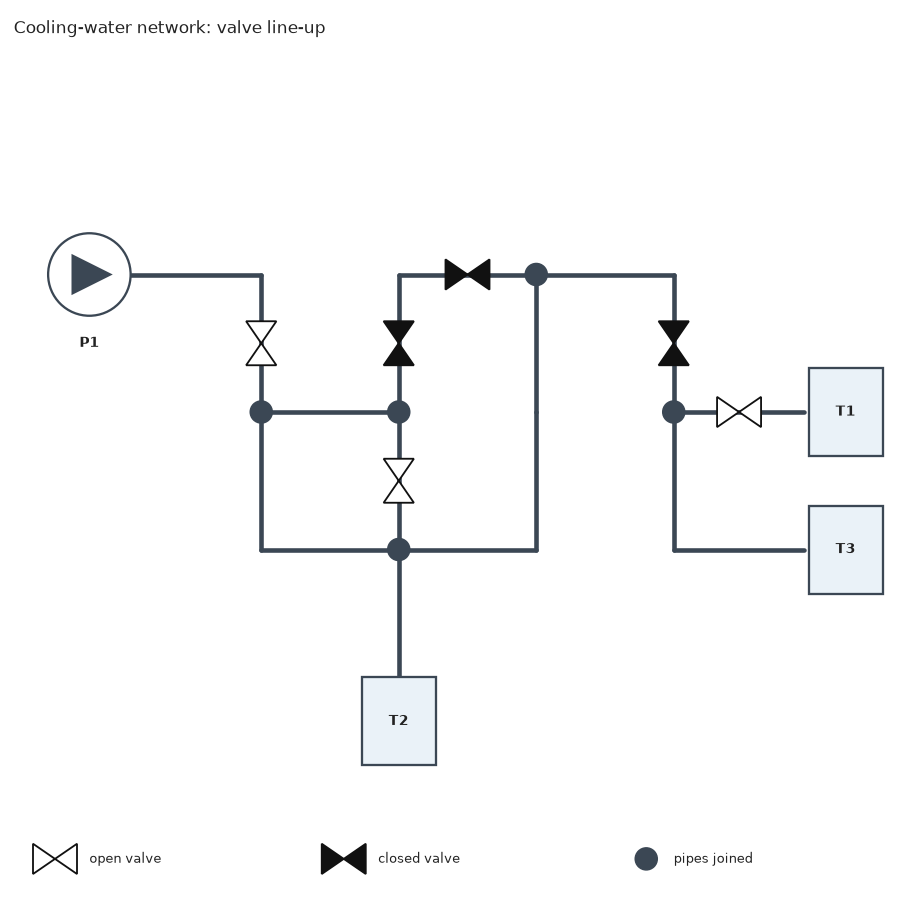 Cooling-water network: valve line-up
P1
T1
T3
T2
open valve
closed valve
pipes joined